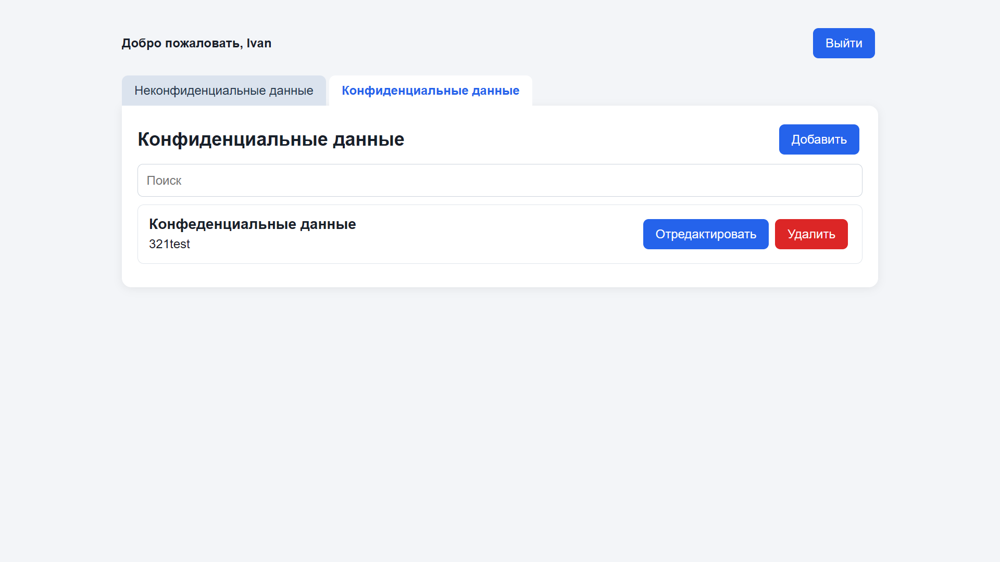 Добро пожаловать, Ivan
Выйти
Неконфиденциальные данные
Конфиденциальные данные
Конфиденциальные данные
Добавить
Поиск
Конфеденциальные данные
321test
Отредактировать
Удалить